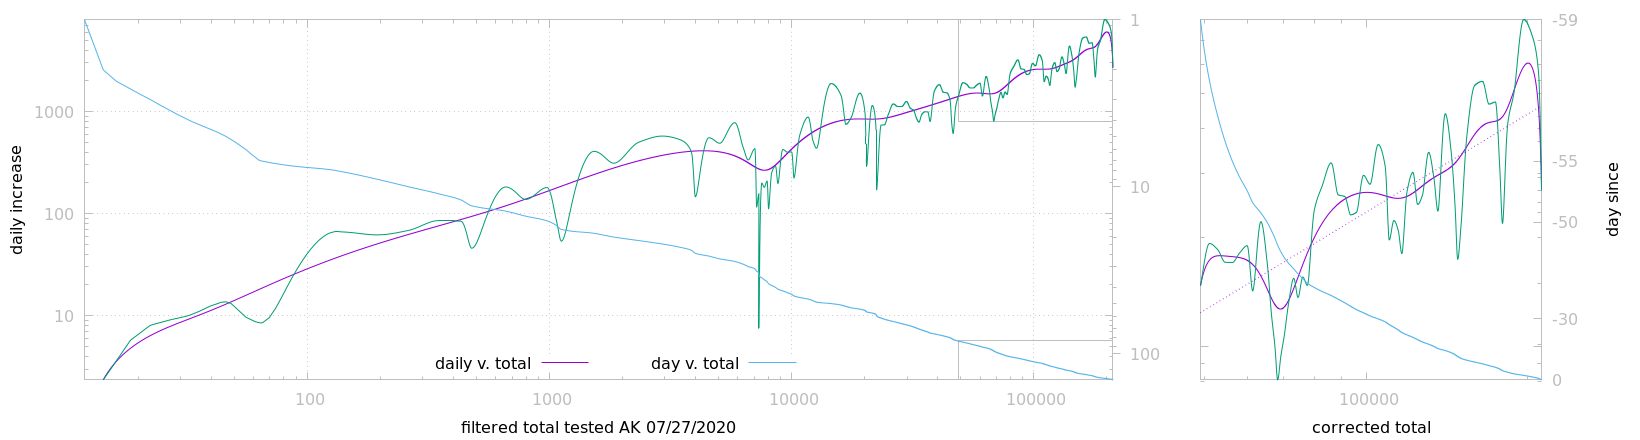 1
-59
1000
-55
daily increase
10
day since
100
-50
10
-30
daily v. total
day v. total
100
0
100
1000
10000
100000
100000
filtered total tested AK 07/27/2020
corrected total